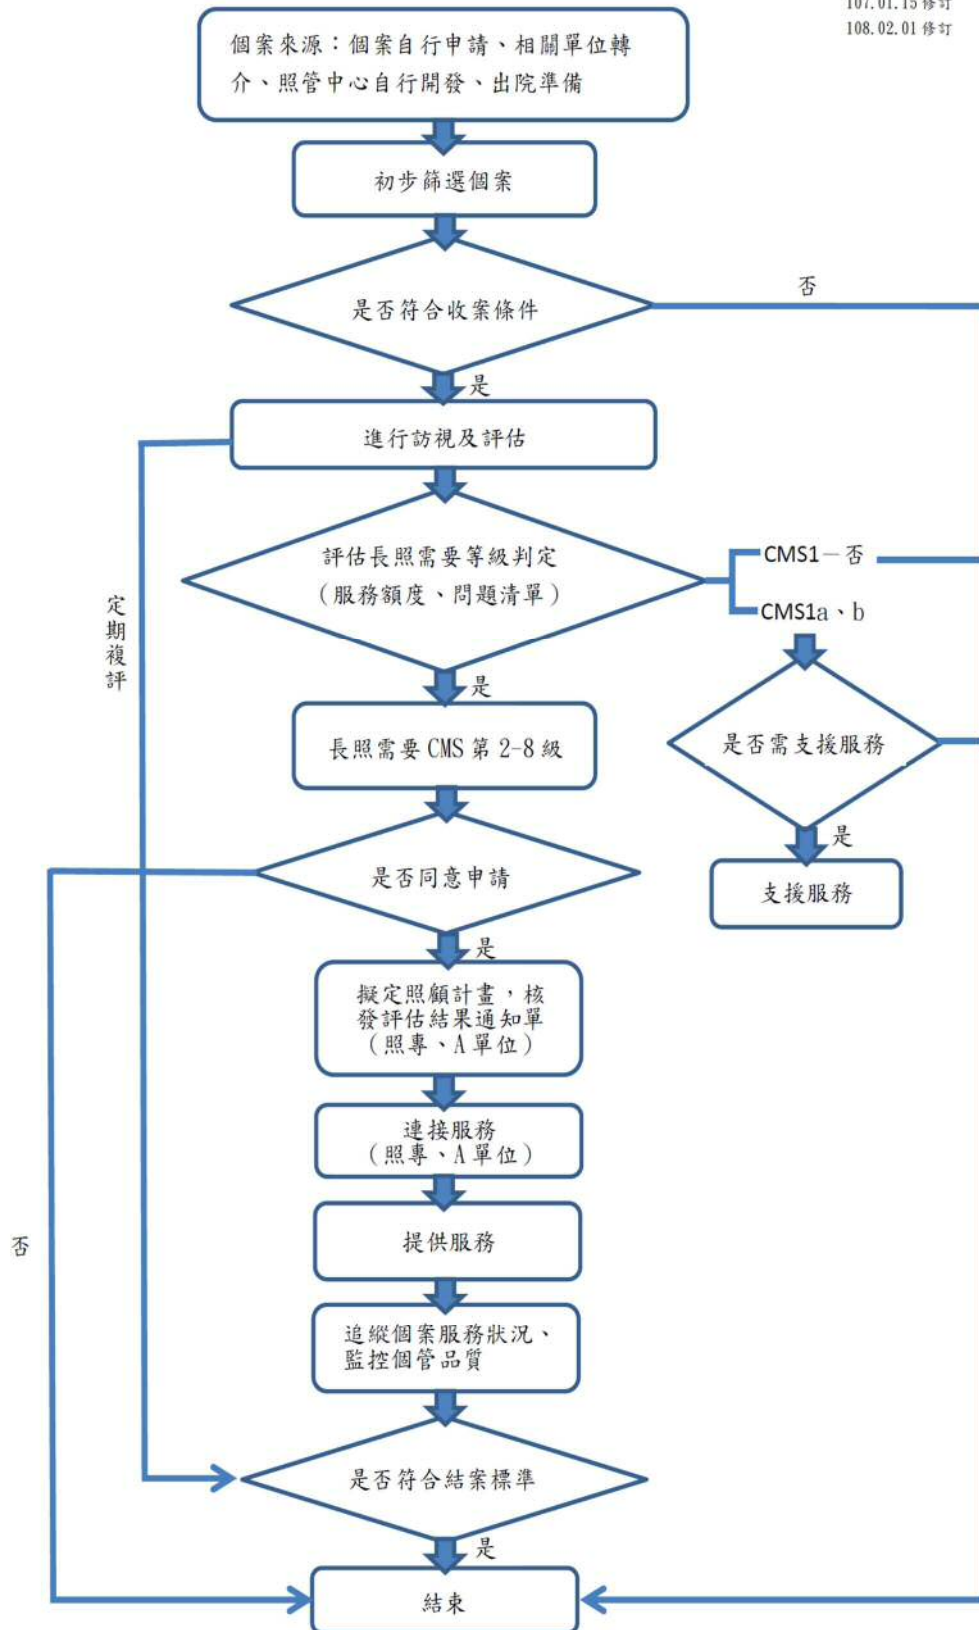 107.01.15修訂
108.02.01修訂
個案來源：個案自行申請、相關單位轉
介、照管中心自行開發、出院準備
初步篩選個案
是否符合收案條件
否
是
進行訪視及評估
評估長照需要等級判定
（服務額度、問題清單）
CMS1－否
CMS1a、b
定期複評
是
長照需要 CMS 第 2-8 級
是否需支援服務
是
支援服務
是否同意申請
是
擬定照顧計畫，核
發評估結果通知單
（照專、A 單位）
連接服務
（照專、A 單位）
提供服務
否
追縱個案服務狀況、
監控個管品質
是否符合結案標準
是
結束